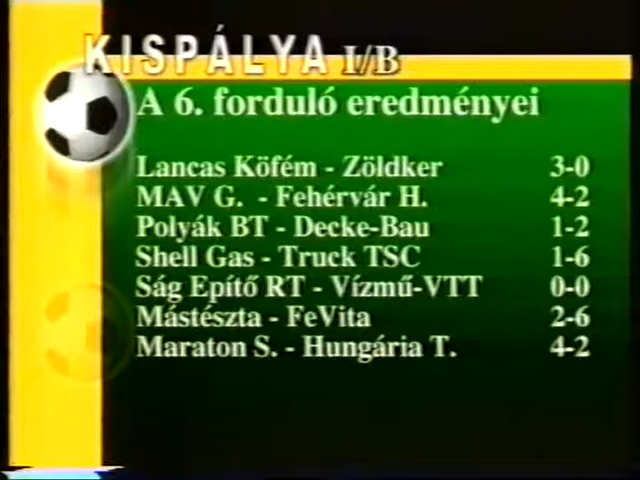 KISPÁLYA I/B
A 6. forduló eredményei
Lancas Köfém - Zöldker 3-0
MAV G. - Fehérvár H. 4-2
Polyák BT - Decke-Bau 1-2
Shell Gas - Truck TSC 1-6
Ság Epítő RT - Vízmű-VTT 0-0
Mástészta - FeVita 2-6
Maraton S. - Hungária T. 4-2